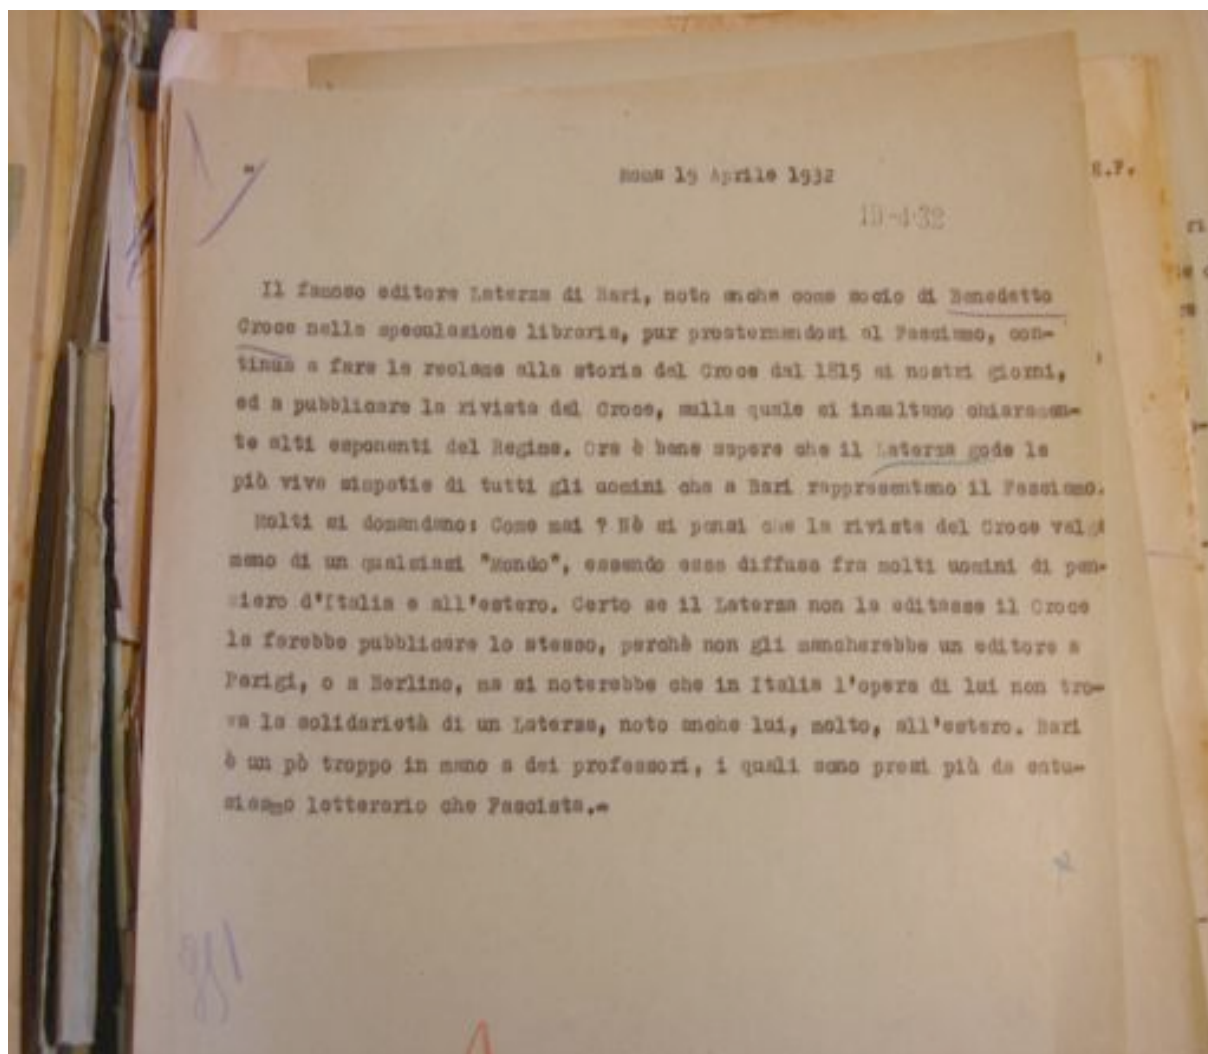 Roma 19 Aprile 1932
E.F.
19-4-32
Il famoso editore Laterza di Bari, noto anche come socio di Benedetto
Croce nella speculazione libraria, pur prosternandosi al Fascismo, con-
tinua a fare la reclame alla storia del Croce dal 1815 ai nostri giorni,
ed a pubblicare la rivista del Croce, sulla quale si insultano chiaramen-
te alti esponenti del Regime. Ora è bene sapere che il Laterza gode le
più vive simpatie di tutti gli uomini che a Bari rappresentano il Fascismo.
Molti si domandano: Come mai ? Nè si pensi che la rivista del Croce valga
meno di un qualsiasi "Mondo", essendo essa diffusa fra molti uomini di pen-
siero d'Italia e all'estero. Certo se il Laterza non la editasse il Croce
la farebbe pubblicare lo stesso, perchè non gli mancherebbe un editore a
Parigi, o a Berlino, ma si noterebbe che in Italia l'opera di lui non tro-
va la solidarietà di un Laterza, noto anche lui, molto, all'estero. Bari
è un pò troppo in mano a dei professori, i quali sono presi più da entu-
siasmo letterario che Fascista.-